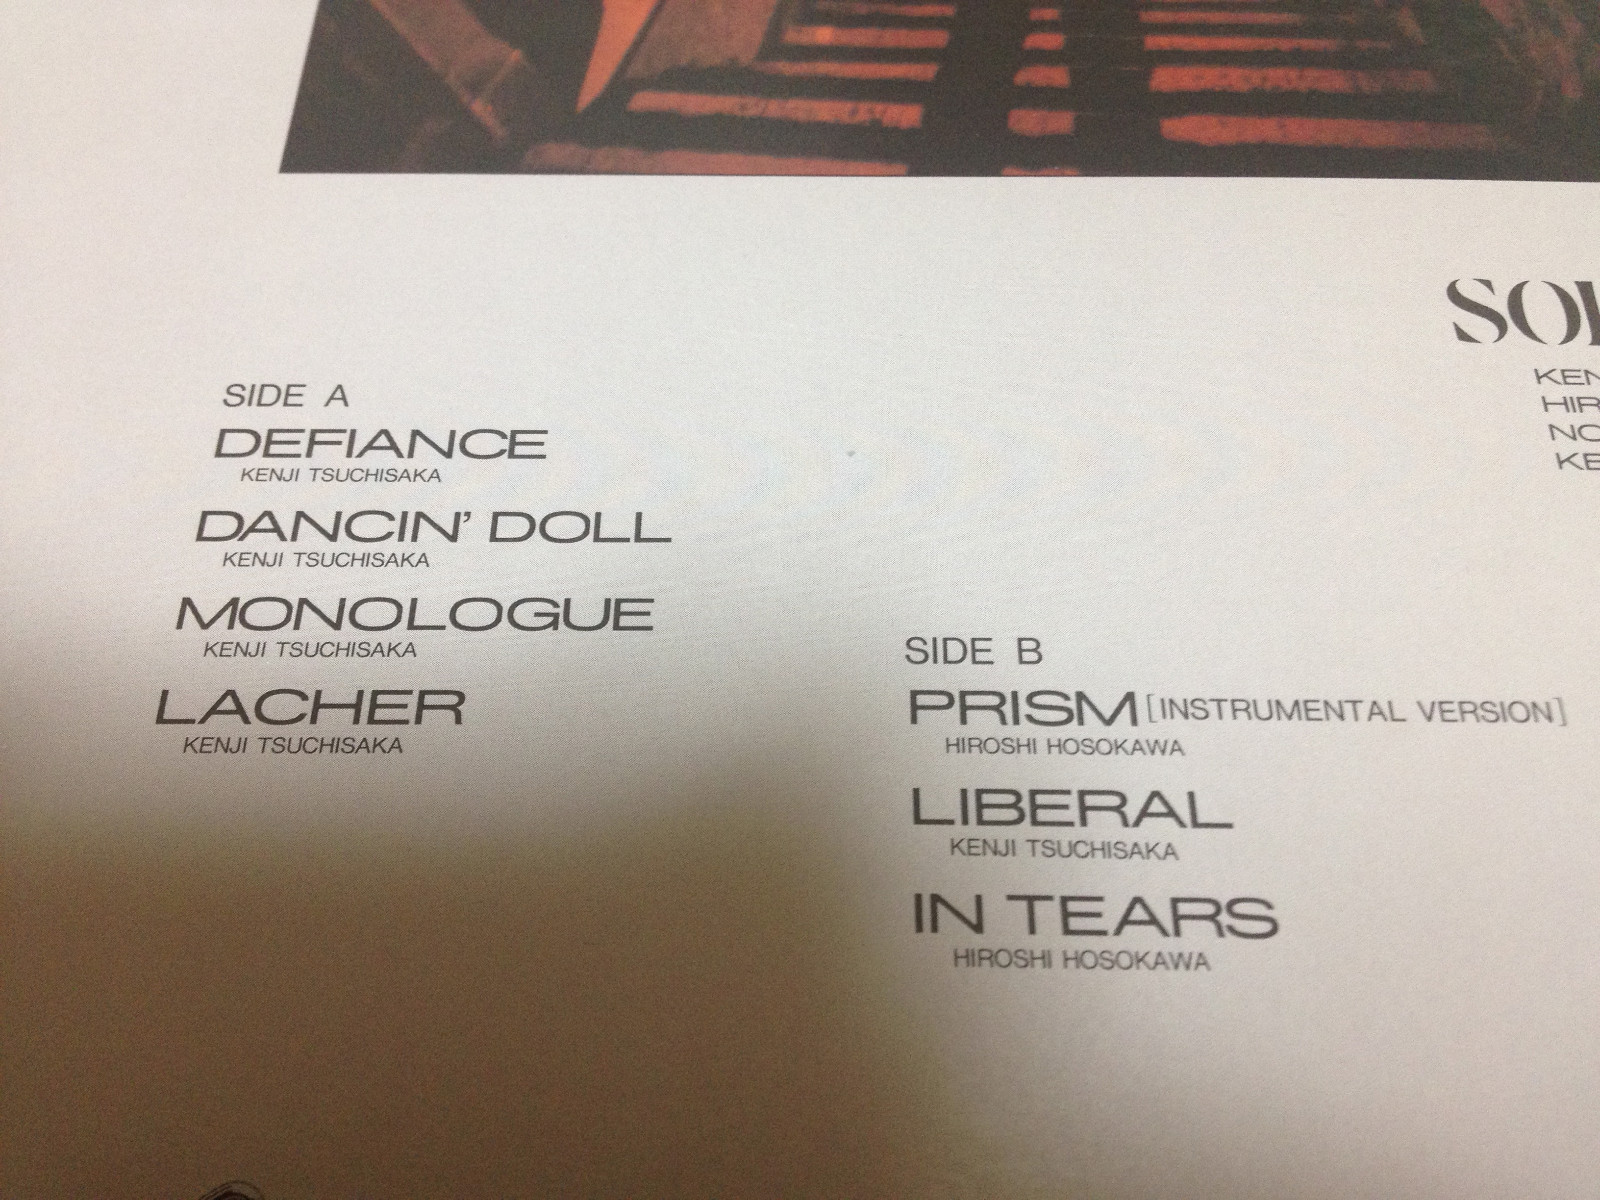 SIDE A
DEFIANCE
KENJI TSUCHISAKA
DANCIN' DOLL
KENJI TSUCHISAKA
MONOLOGUE
KENJI TSUCHISAKA
LACHER
KENJI TSUCHISAKA
SIDE B
PRISM [INSTRUMENTAL VERSION]
HIROSHI HOSOKAWA
LIBERAL
KENJI TSUCHISAKA
IN TEARS
HIROSHI HOSOKAWA